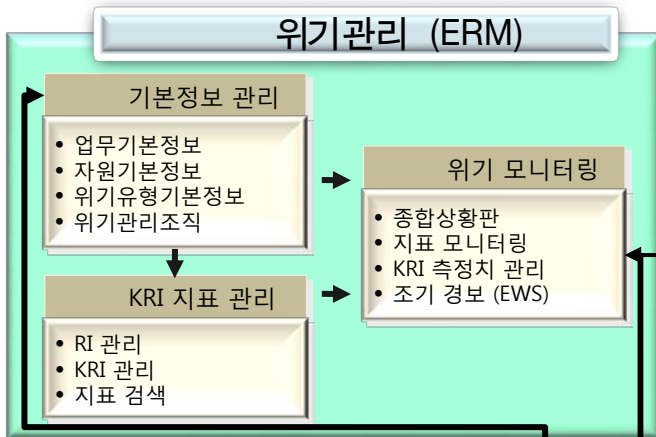 위기관리 (ERM)
기본정보 관리
• 업무기본정보
• 자원기본정보
• 위기유형기본정보
• 위기관리조직
위기 모니터링
• 종합상황판
• 지표 모니터링
• KRI 측정치 관리
• 조기 경보 (EWS)
KRI 지표 관리
• RI 관리
• KRI 관리
• 지표 검색